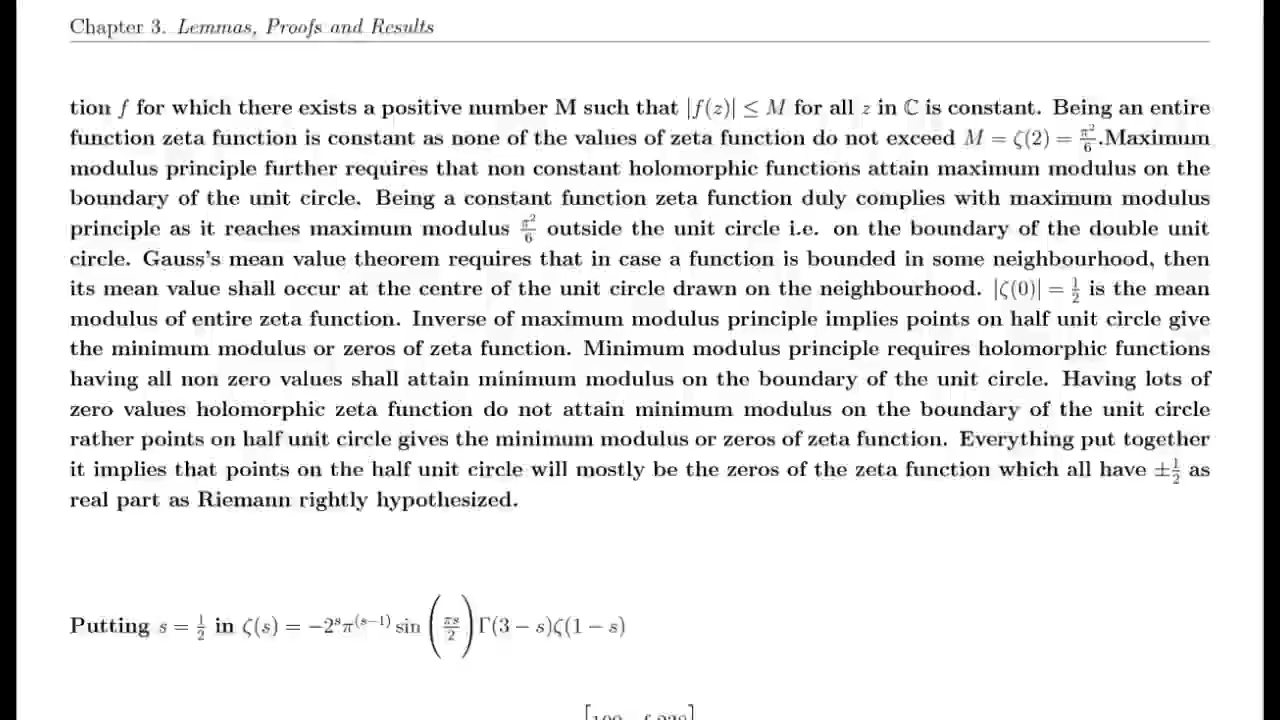 Chapter 3. Lemmas, Proofs and Results
tion f for which there exists a positive number M such that |f(z)| ≤ M for all z in ℂ is constant. Being an entire
function zeta function is constant as none of the values of zeta function do not exceed M = ζ(2) = π²/6.Maximum
modulus principle further requires that non constant holomorphic functions attain maximum modulus on the
boundary of the unit circle. Being a constant function zeta function duly complies with maximum modulus
principle as it reaches maximum modulus π²/6 outside the unit circle i.e. on the boundary of the double unit
circle. Gauss's mean value theorem requires that in case a function is bounded in some neighbourhood, then
its mean value shall occur at the centre of the unit circle drawn on the neighbourhood. |ζ(0)| = 1/2 is the mean
modulus of entire zeta function. Inverse of maximum modulus principle implies points on half unit circle give
the minimum modulus or zeros of zeta function. Minimum modulus principle requires holomorphic functions
having all non zero values shall attain minimum modulus on the boundary of the unit circle. Having lots of
zero values holomorphic zeta function do not attain minimum modulus on the boundary of the unit circle
rather points on half unit circle gives the minimum modulus or zeros of zeta function. Everything put together
it implies that points on the half unit circle will mostly be the zeros of the zeta function which all have ±1/2 as
real part as Riemann rightly hypothesized.
Putting s = 1/2 in ζ(s) = −2ˢπ⁽ˢ⁻¹⁾ sin(πs/2)Γ(3 − s)ζ(1 − s)